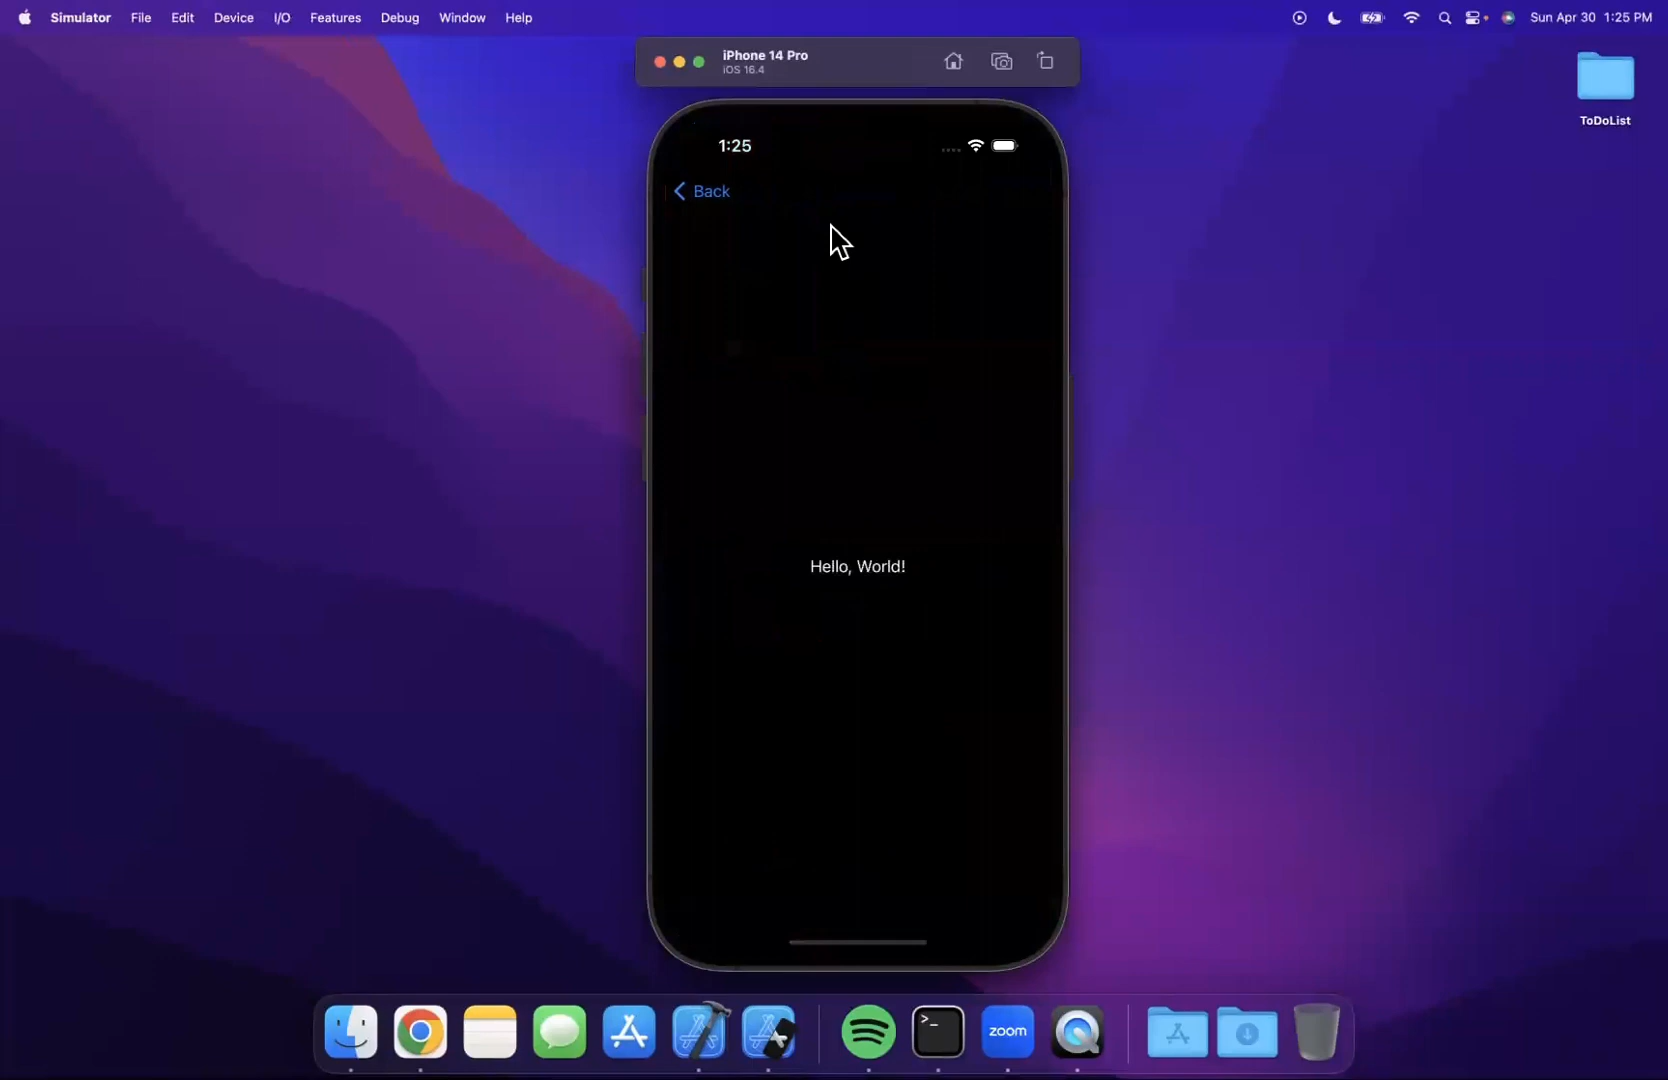 Simulator File Edit Device I/O Features Debug Window Help Sun Apr 30 1:25 PM
iPhone 14 Pro
iOS 16.4
ToDoList
1:25
Back
Hello, World!
>_
zoom